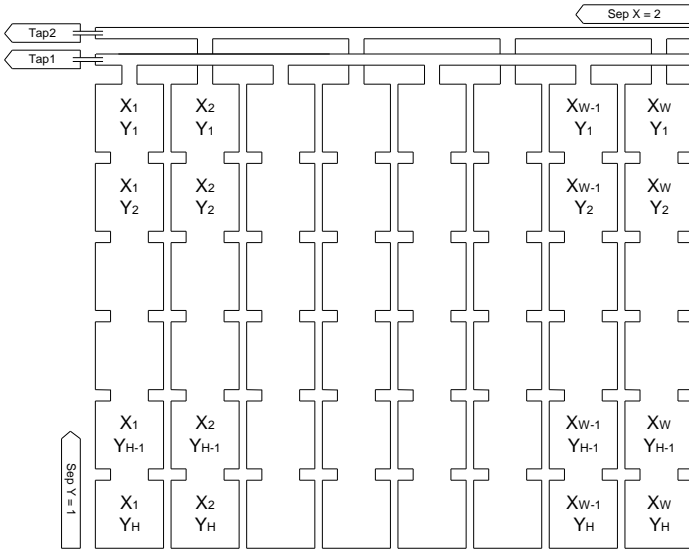 Sep X = 2
Tap2
Tap1
X1 X2 XW-1 XW
Y1 Y1 Y1 Y1
X1 X2 XW-1 XW
Y2 Y2 Y2 Y2
X1 X2 XW-1 XW
YH-1 YH-1 YH-1 YH-1
Sep Y = 1
X1 X2 XW-1 XW
YH YH YH YH